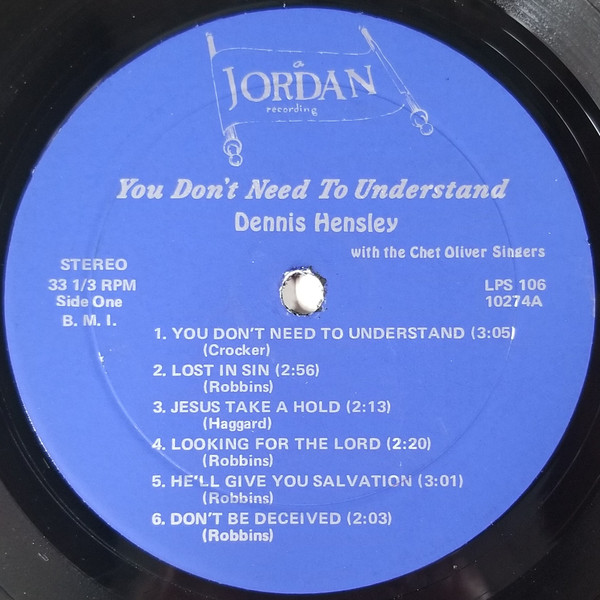 a
JORDAN
recording
You Don't Need To Understand
Dennis Hensley
with the Chet Oliver Singers
STEREO
33 1/3 RPM
Side One
B. M. I.
LPS 106
10274A
1. YOU DON'T NEED TO UNDERSTAND (3:05)
(Crocker)
2. LOST IN SIN (2:56)
(Robbins)
3. JESUS TAKE A HOLD (2:13)
(Haggard)
4. LOOKING FOR THE LORD (2:20)
(Robbins)
5. HE'LL GIVE YOU SALVATION (3:01)
(Robbins)
6. DON'T BE DECEIVED (2:03)
(Robbins)